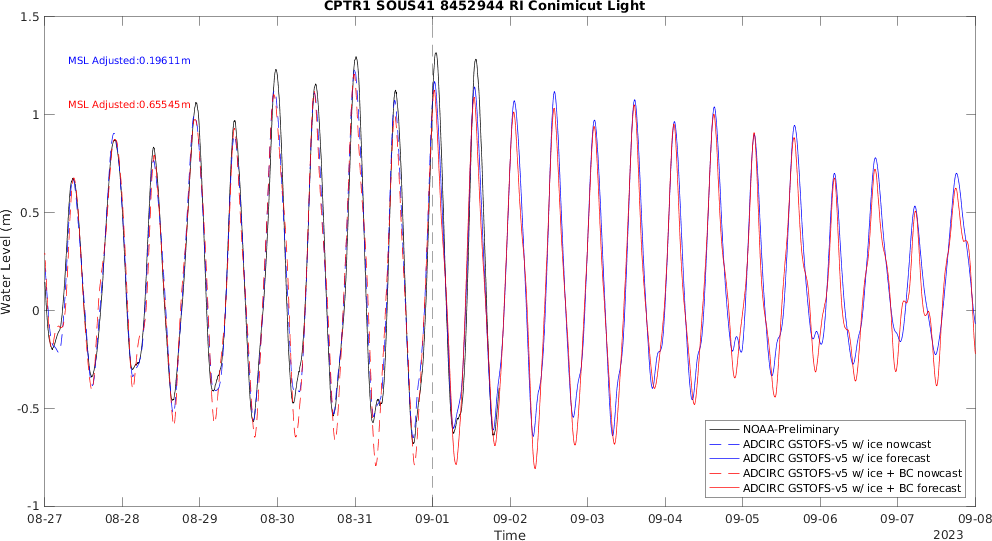 CPTR1 SOUS41 8452944 RI Conimicut Light
1.5
MSL Adjusted:0.19611m
MSL Adjusted:0.65545m
1
0.5
0
-0.5
-1
Water Level (m)
NOAA-Preliminary
ADCIRC GSTOFS-v5 w/ ice nowcast
ADCIRC GSTOFS-v5 w/ ice forecast
ADCIRC GSTOFS-v5 w/ ice + BC nowcast
ADCIRC GSTOFS-v5 w/ ice + BC forecast
08-27 08-28 08-29 08-30 08-31 09-01 09-02 09-03 09-04 09-05 09-06 09-07 09-08
Time
2023